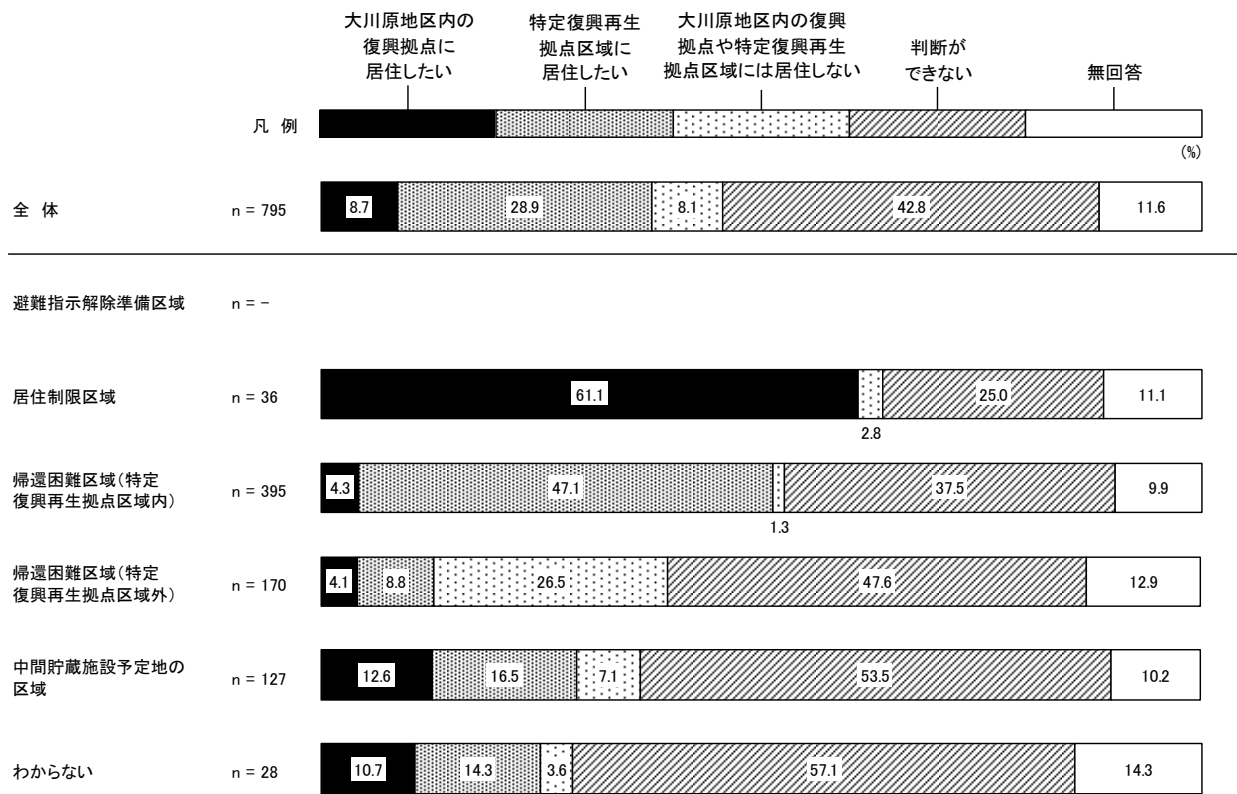 大川原地区内の
復興拠点に
居住したい
特定復興再生
拠点区域に
居住したい
大川原地区内の復興
拠点や特定復興再生
拠点区域には居住しない
判断が
できない
無回答
凡 例
(%)
全 体 n = 795 8.7 28.9 8.1 42.8 11.6
避難指示解除準備区域 n = −
居住制限区域 n = 36 61.1 25.0 11.1
2.8
帰還困難区域(特定
復興再生拠点区域内) n = 395 4.3 47.1 37.5 9.9
1.3
帰還困難区域(特定
復興再生拠点区域外) n = 170 4.1 8.8 26.5 47.6 12.9
中間貯蔵施設予定地の
区域 n = 127 12.6 16.5 7.1 53.5 10.2
わからない n = 28 10.7 14.3 3.6 57.1 14.3